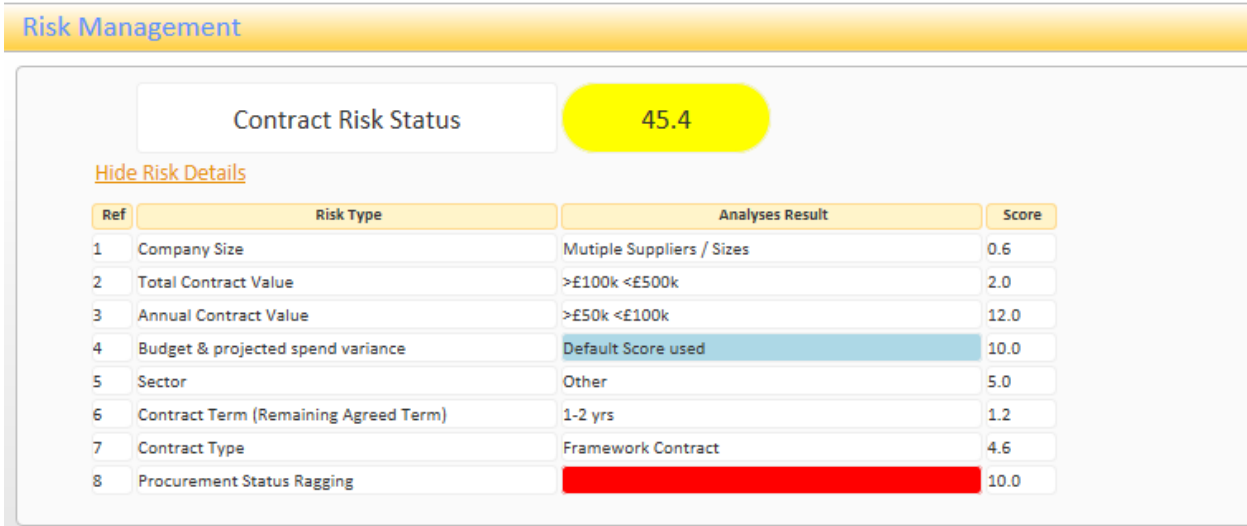 Risk Management
Contract Risk Status 45.4
Hide Risk Details
Ref Risk Type Analyses Result Score
1 Company Size Mutiple Suppliers / Sizes 0.6
2 Total Contract Value >£100k <£500k 2.0
3 Annual Contract Value >£50k <£100k 12.0
4 Budget & projected spend variance Default Score used 10.0
5 Sector Other 5.0
6 Contract Term (Remaining Agreed Term) 1-2 yrs 1.2
7 Contract Type Framework Contract 4.6
8 Procurement Status Ragging 10.0